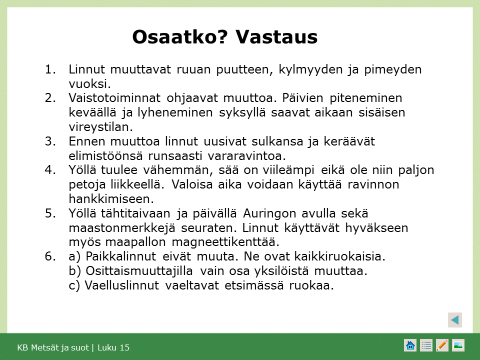 Osaatko? Vastaus
1. Linnut muuttavat ruuan puutteen, kylmyyden ja pimeyden
vuoksi.
2. Vaistotoiminnat ohjaavat muuttoa. Päivien piteneminen
keväällä ja lyheneminen syksyllä saavat aikaan sisäisen
vireystilan.
3. Ennen muuttoa linnut uusivat sulkansa ja keräävät
elimistöönsä runsaasti vararavintoa.
4. Yöllä tuulee vähemmän, sää on viileämpi eikä ole niin paljon
petoja liikkeellä. Valoisa aika voidaan käyttää ravinnon
hankkimiseen.
5. Yöllä tähtitaivaan ja päivällä Auringon avulla sekä
maastonmerkkejä seuraten. Linnut käyttävät hyväkseen
myös maapallon magneettikenttää.
6. a) Paikkalinnut eivät muuta. Ne ovat kaikkiruokaisia.
b) Osittaismuuttajilla vain osa yksilöistä muuttaa.
c) Vaelluslinnut vaeltavat etsimässä ruokaa.
KB Metsät ja suot | Luku 15